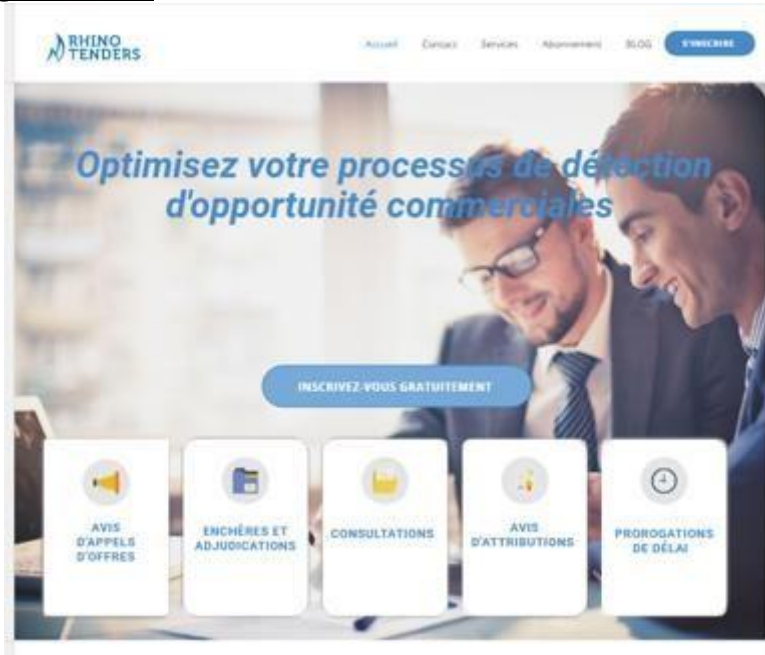 RHINO
TENDERS
Accueil Contact Services Abonnement BLOG S'INSCRIRE
Optimisez votre processus de détection
d'opportunité commerciales
INSCRIVEZ-VOUS GRATUITEMENT
AVIS
D'APPELS
D'OFFRES
ENCHÈRES ET
ADJUDICATIONS
CONSULTATIONS
AVIS
D'ATTRIBUTIONS
PROROGATIONS
DE DÉLAI